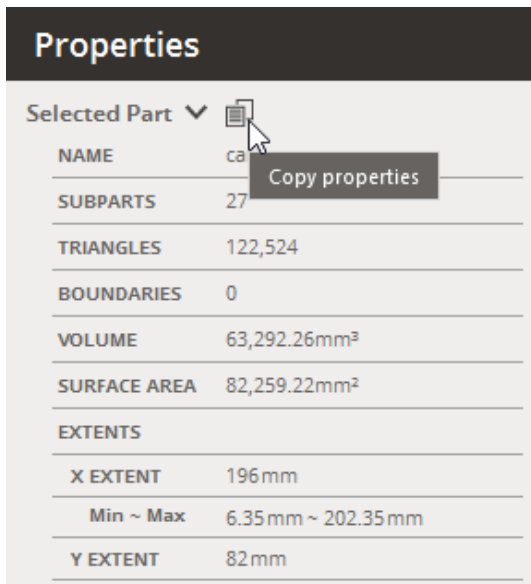 Properties
Selected Part
NAME ca
Copy properties
SUBPARTS 27
TRIANGLES 122,524
BOUNDARIES 0
VOLUME 63,292.26mm³
SURFACE AREA 82,259.22mm²
EXTENTS
X EXTENT 196mm
Min ~ Max 6.35mm ~ 202.35mm
Y EXTENT 82mm